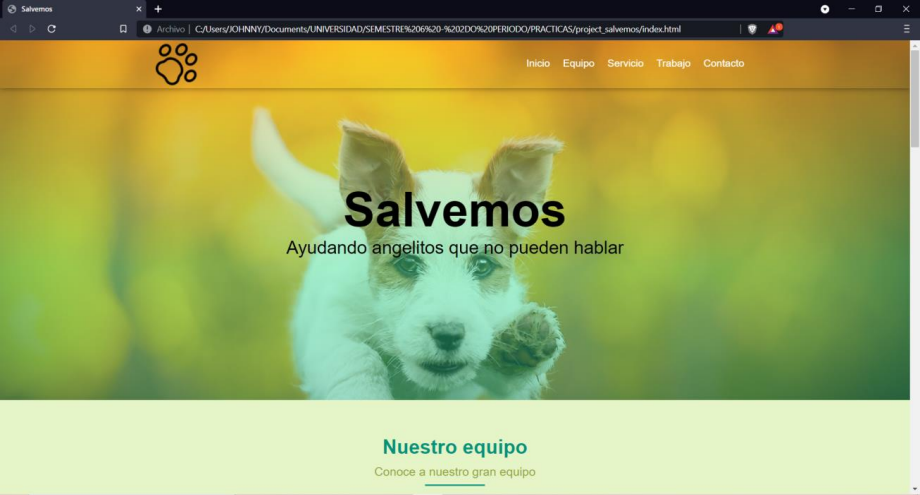 Salvemos
Archivo | C:/Users/JOHNNY/Documents/UNIVERSIDAD/SEMESTRE%206%20-%202DO%20PERIODO/PRACTICAS/project_salvemos/index.html
Inicio Equipo Servicio Trabajo Contacto
Salvemos
Ayudando angelitos que no pueden hablar
Nuestro equipo
Conoce a nuestro gran equipo